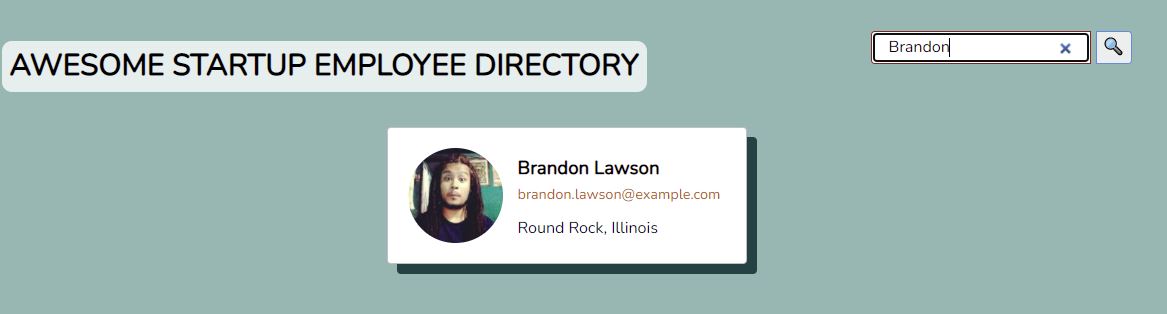 AWESOME STARTUP EMPLOYEE DIRECTORY
Brandon
Brandon Lawson
brandon.lawson@example.com
Round Rock, Illinois